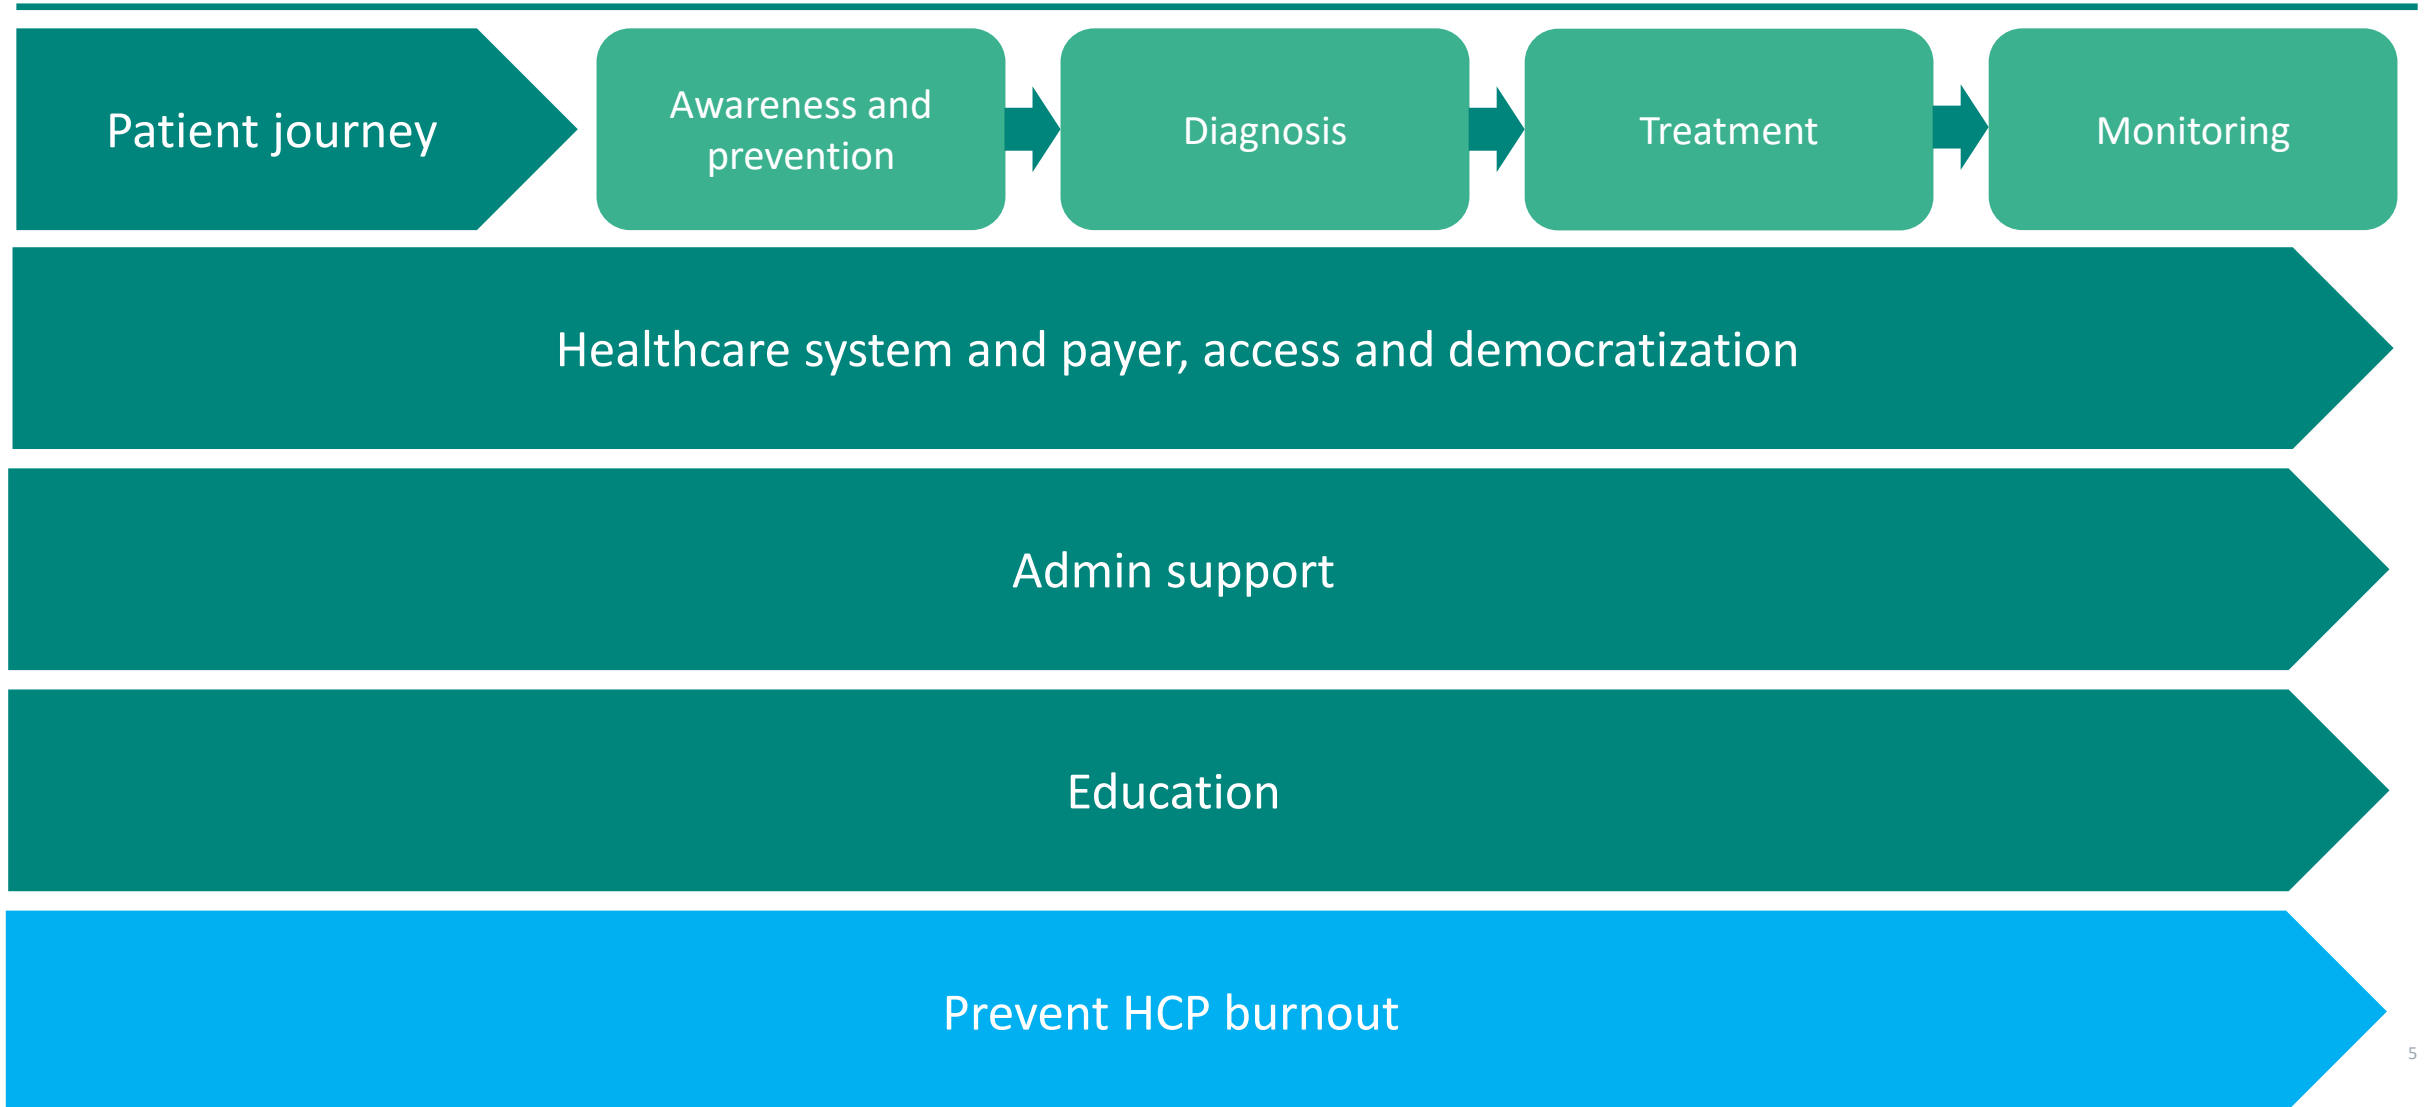 Patient journey
Awareness and
prevention
Diagnosis
Treatment
Monitoring
Healthcare system and payer, access and democratization
Admin support
Education
Prevent HCP burnout
5